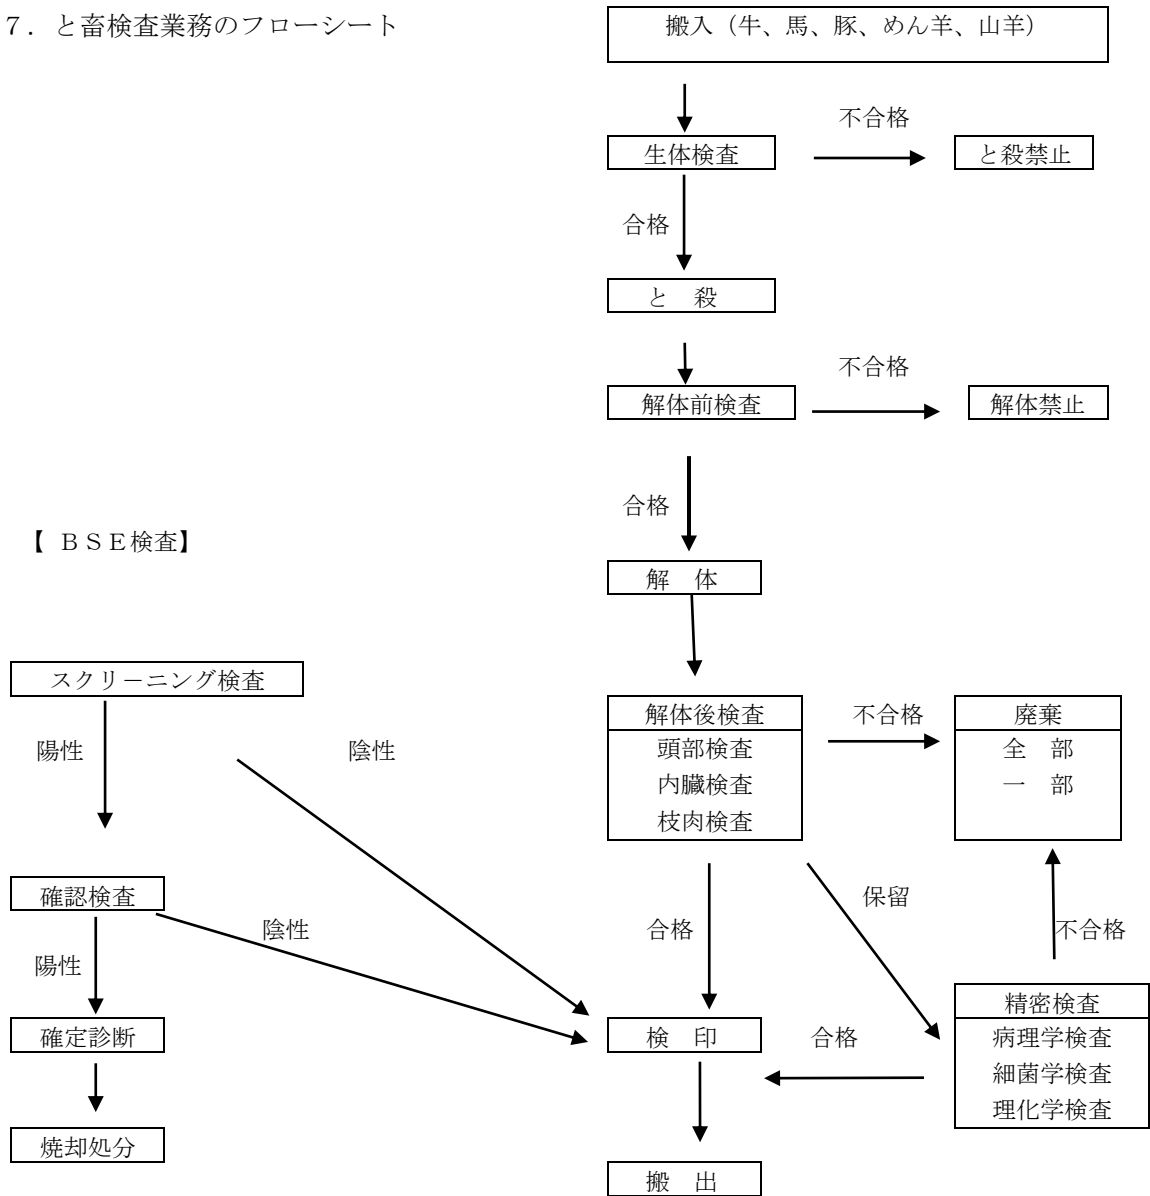 ７．と畜検査業務のフローシート
搬入（牛、馬、豚、めん羊、山羊）
不合格
生体検査
と殺禁止
合格
と　殺
不合格
解体前検査
解体禁止
合格
【 ＢＳＥ検査】
解　体
スクリ－ニング検査
陽性
陰性
解体後検査
頭部検査
内臓検査
枝肉検査
不合格
廃棄
全　部
一　部
確認検査
陰性
陽性
合格
保留
不合格
確定診断
検　印
合格
精密検査
病理学検査
細菌学検査
理化学検査
焼却処分
搬　出